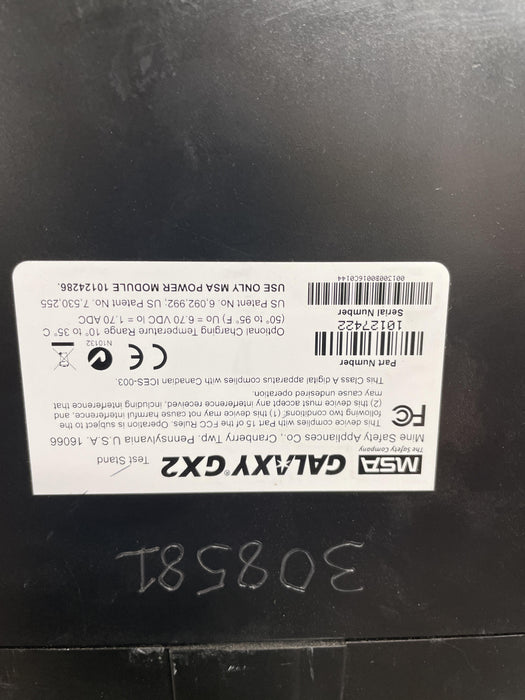 308581
MSA GALAXY® GX2 Test Stand
The Safety Company
Mine Safety Appliances Co., Cranberry Twp. Pennsylvania U.S.A. 16066
FC This device complies with Part 15 of the FCC Rules. Operation is subject to the
following two conditions: (1) this device may not cause harmful interference, and
(2) this device must accept any interference received, including interference that
may cause undesired operation.
This Class A digital apparatus complies with Canadian ICES-003.
Part Number
10127422
Serial Number
CE N10132
Optional Charging Temperature Range 10° to 35° C
(50° to 95° F) Uo = 6.70 VDC Io = 1.70 ADC
US Patent No. 6,092,992; US Patent No. 7,530,255
USE ONLY MSA POWER MODULE 10124286.